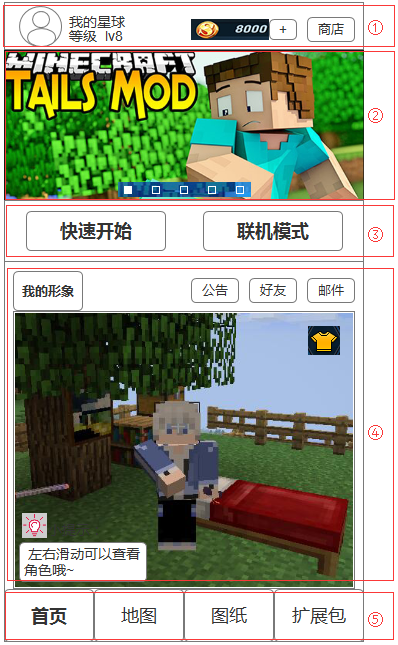 我的星球
等级 lv8
8000
+
商店
①
MINECRAFT
TAILS MOD
②
快速开始
联机模式
③
我的形象
公告
好友
邮件
④
左右滑动可以查看
角色哦~
首页
地图
图纸
扩展包
⑤